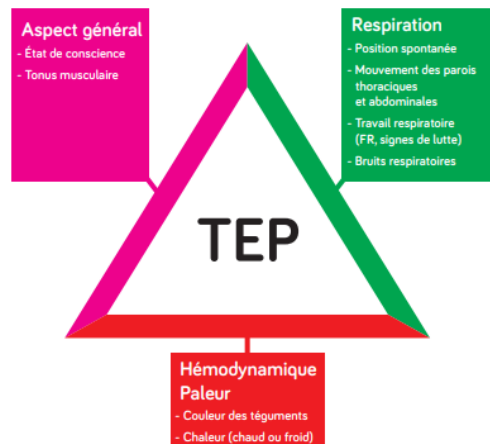 Aspect général
- État de conscience
- Tonus musculaire
Respiration
- Position spontanée
- Mouvement des parois
thoraciques
et abdominales
- Travail respiratoire
(FR, signes de lutte)
- Bruits respiratoires
TEP
Hémodynamique
Paleur
- Couleur des téguments
- Chaleur (chaud ou froid)